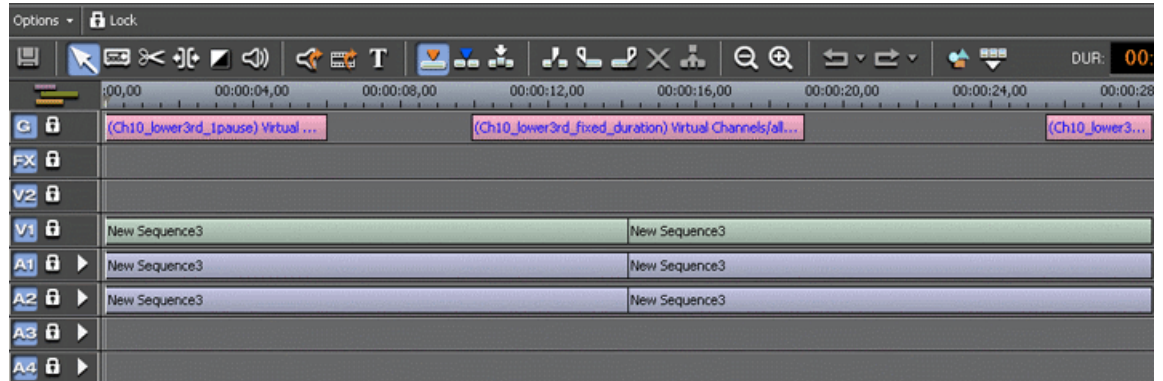 Options Lock
T DUR: 00:
:00,00 00:00:04,00 00:00:08,00 00:00:12,00 00:00:16,00 00:00:20,00 00:00:24,00 00:00:28
G (Ch10_lower3rd_1pause) Virtual ... (Ch10_lower3rd_fixed_duration) Virtual Channels/all... (Ch10_lower3...
FX
V2
V1 New Sequence3 New Sequence3
A1 New Sequence3 New Sequence3
A2 New Sequence3 New Sequence3
A3
A4